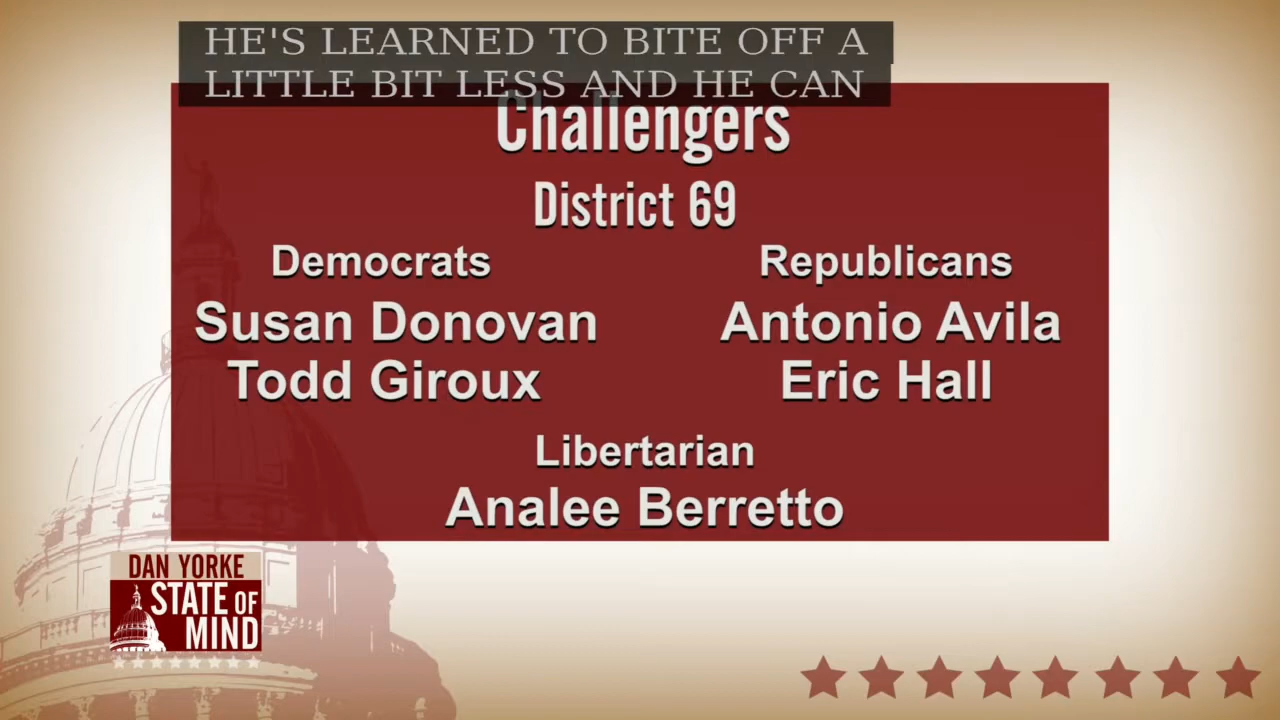 HE'S LEARNED TO BITE OFF A
LITTLE BIT LESS AND HE CAN
Challengers
District 69
Democrats
Susan Donovan
Todd Giroux
Republicans
Antonio Avila
Eric Hall
Libertarian
Analee Berretto
DAN YORKE
STATE OF
MIND